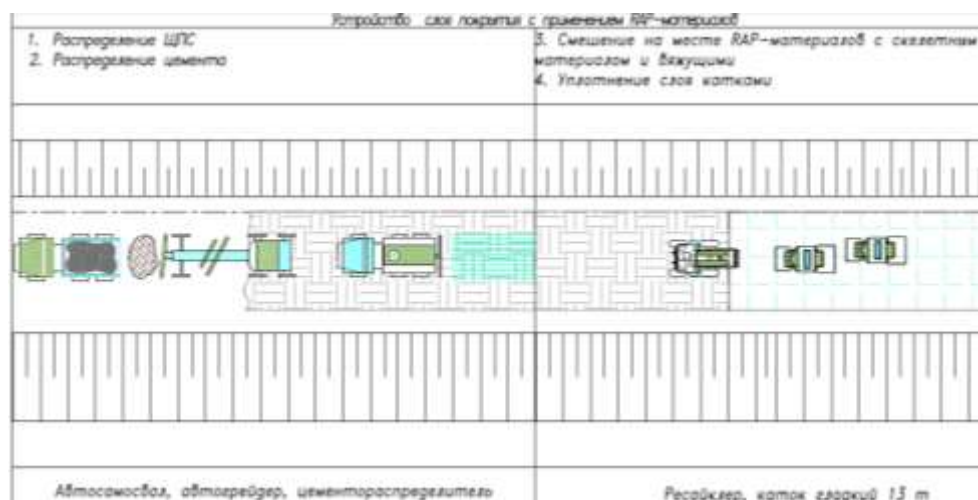 Устройство слоя покрытия с применением RAP-материалов
1. Распределение ЩПС
2. Распределение цемента
3. Смешение на месте RAP-материалов с скелетным
материалом и вяжущими
4. Уплотнение слоя катками
Автосамосвал, автогрейдер, цементораспределитель
Ресайклер, каток гладкий 13 т